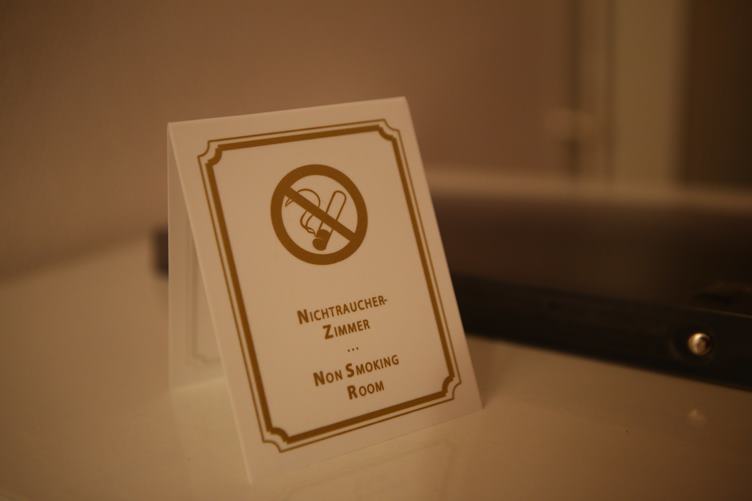 NICHTRAUCHER-
ZIMMER
...
NON SMOKING
ROOM